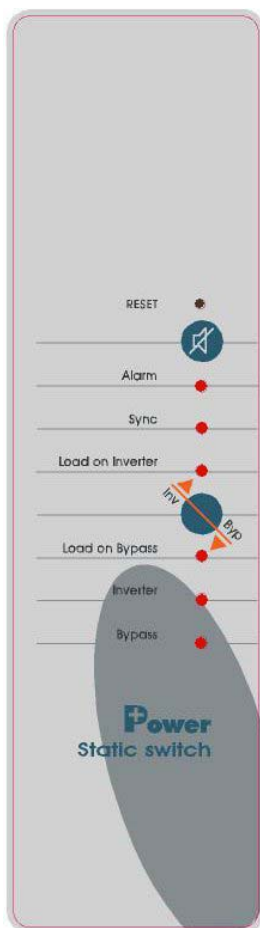 RESET
Alarm
Sync
Load on Inverter
Inv
Byp
Load on Bypass
Inverter
Bypass
Power
Static switch